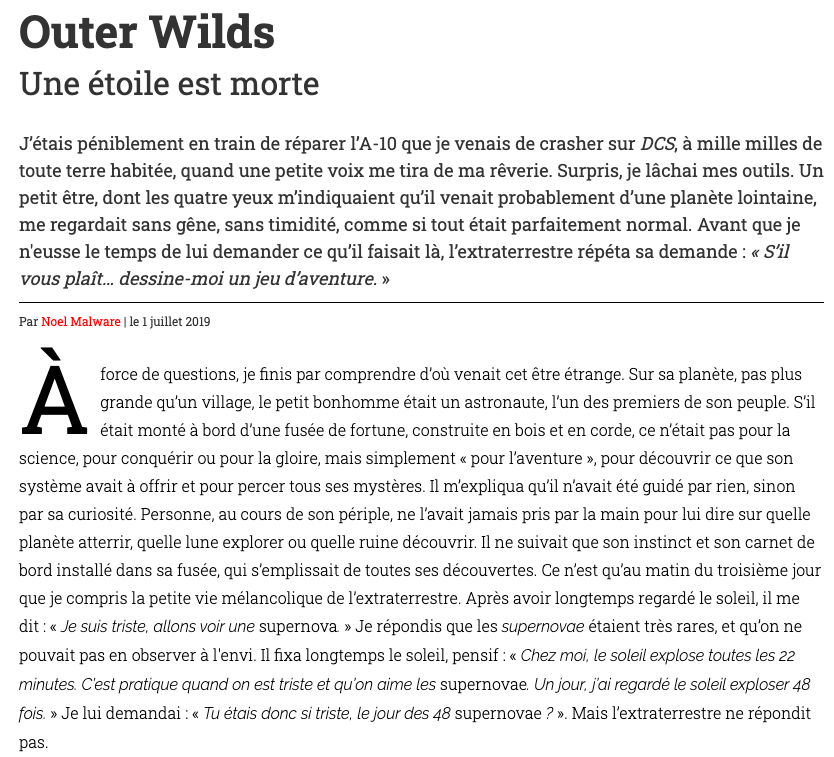 Outer Wilds
Une étoile est morte
J’étais péniblement en train de réparer l’A-10 que je venais de crasher sur DCS, à mille milles de
toute terre habitée, quand une petite voix me tira de ma rêverie. Surpris, je lâchai mes outils. Un
petit être, dont les quatre yeux m’indiquaient qu’il venait probablement d’une planète lointaine,
me regardait sans gêne, sans timidité, comme si tout était parfaitement normal. Avant que je
n'eusse le temps de lui demander ce qu’il faisait là, l’extraterrestre répéta sa demande : « S’il
vous plaît… dessine-moi un jeu d’aventure. »
Par Noel Malware | le 1 juillet 2019
À force de questions, je finis par comprendre d’où venait cet être étrange. Sur sa planète, pas plus
grande qu’un village, le petit bonhomme était un astronaute, l’un des premiers de son peuple. S’il
était monté à bord d’une fusée de fortune, construite en bois et en corde, ce n’était pas pour la
science, pour conquérir ou pour la gloire, mais simplement « pour l’aventure », pour découvrir ce que son
système avait à offrir et pour percer tous ses mystères. Il m’expliqua qu’il n’avait été guidé par rien, sinon
par sa curiosité. Personne, au cours de son périple, ne l’avait jamais pris par la main pour lui dire sur quelle
planète atterrir, quelle lune explorer ou quelle ruine découvrir. Il ne suivait que son instinct et son carnet de
bord installé dans sa fusée, qui s’emplissait de toutes ses découvertes. Ce n’est qu’au matin du troisième jour
que je compris la petite vie mélancolique de l’extraterrestre. Après avoir longtemps regardé le soleil, il me
dit : « Je suis triste, allons voir une supernova. » Je répondis que les supernovae étaient très rares, et qu’on ne
pouvait pas en observer à l'envi. Il fixa longtemps le soleil, pensif : « Chez moi, le soleil explose toutes les 22
minutes. C’est pratique quand on est triste et qu’on aime les supernovae. Un jour, j’ai regardé le soleil exploser 48
fois. » Je lui demandai : « Tu étais donc si triste, le jour des 48 supernovae ? ». Mais l’extraterrestre ne répondit
pas.